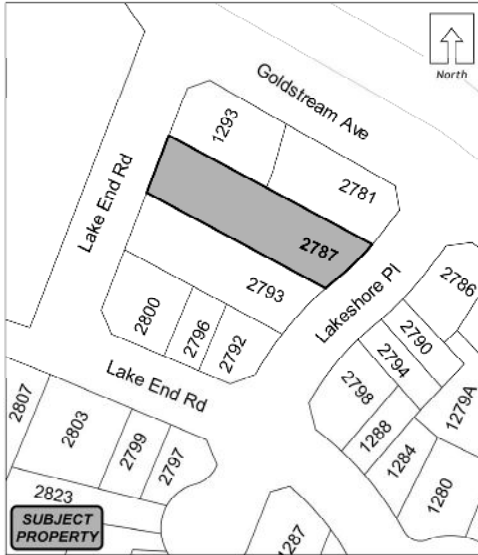 North
Goldstream Ave
1293
2781
Lake End Rd
2787
2793
Lakeshore Pl
2786
2800
2796
2792
2790
2794
2798
1279A
Lake End Rd
2807
2803
2799
2797
1288
1284
1280
2823
1287
SUBJECT
PROPERTY